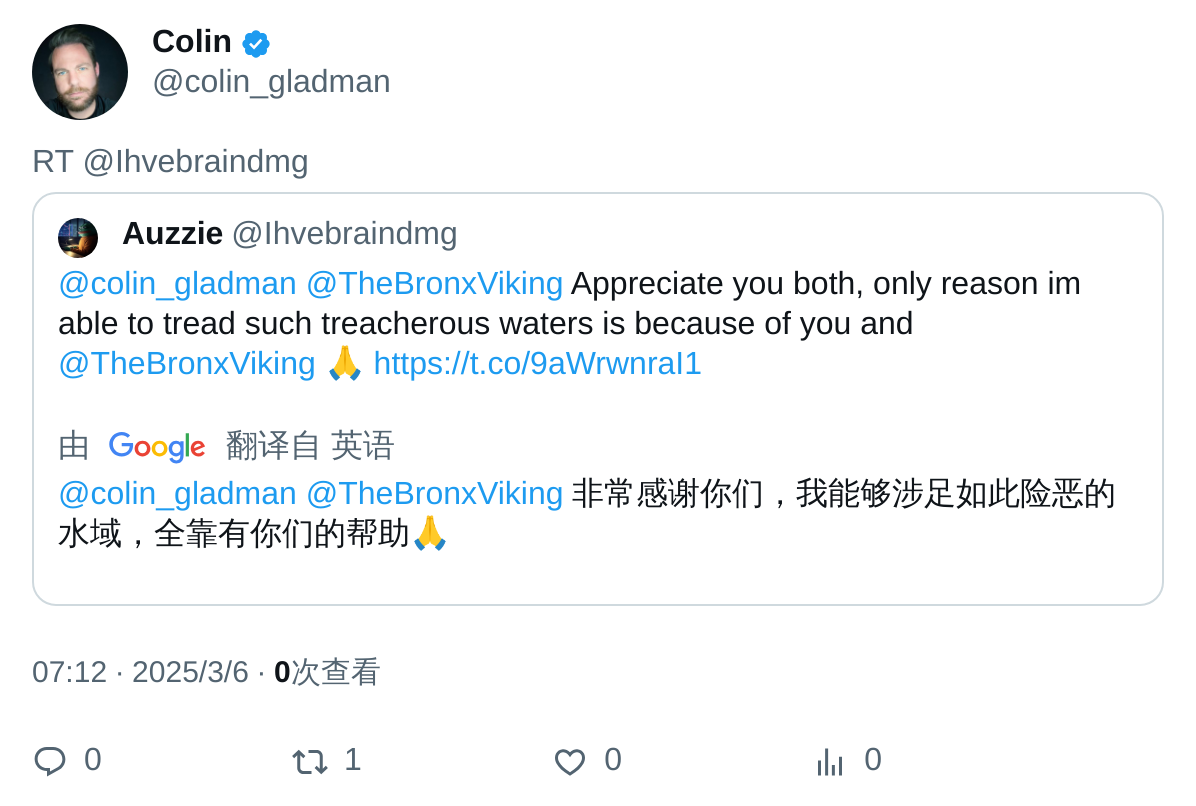 Colin
@colin_gladman
RT @Ihvebraindmg
Auzzie @Ihvebraindmg
@colin_gladman @TheBronxViking Appreciate you both, only reason im
able to tread such treacherous waters is because of you and
@TheBronxViking 🙏 https://t.co/9aWrwnraI1
由 Google 翻译自 英语
@colin_gladman @TheBronxViking 非常感谢你们，我能够涉足如此险恶的
水域，全靠有你们的帮助🙏
07:12 · 2025/3/6 · 0次查看
0 1 0 0